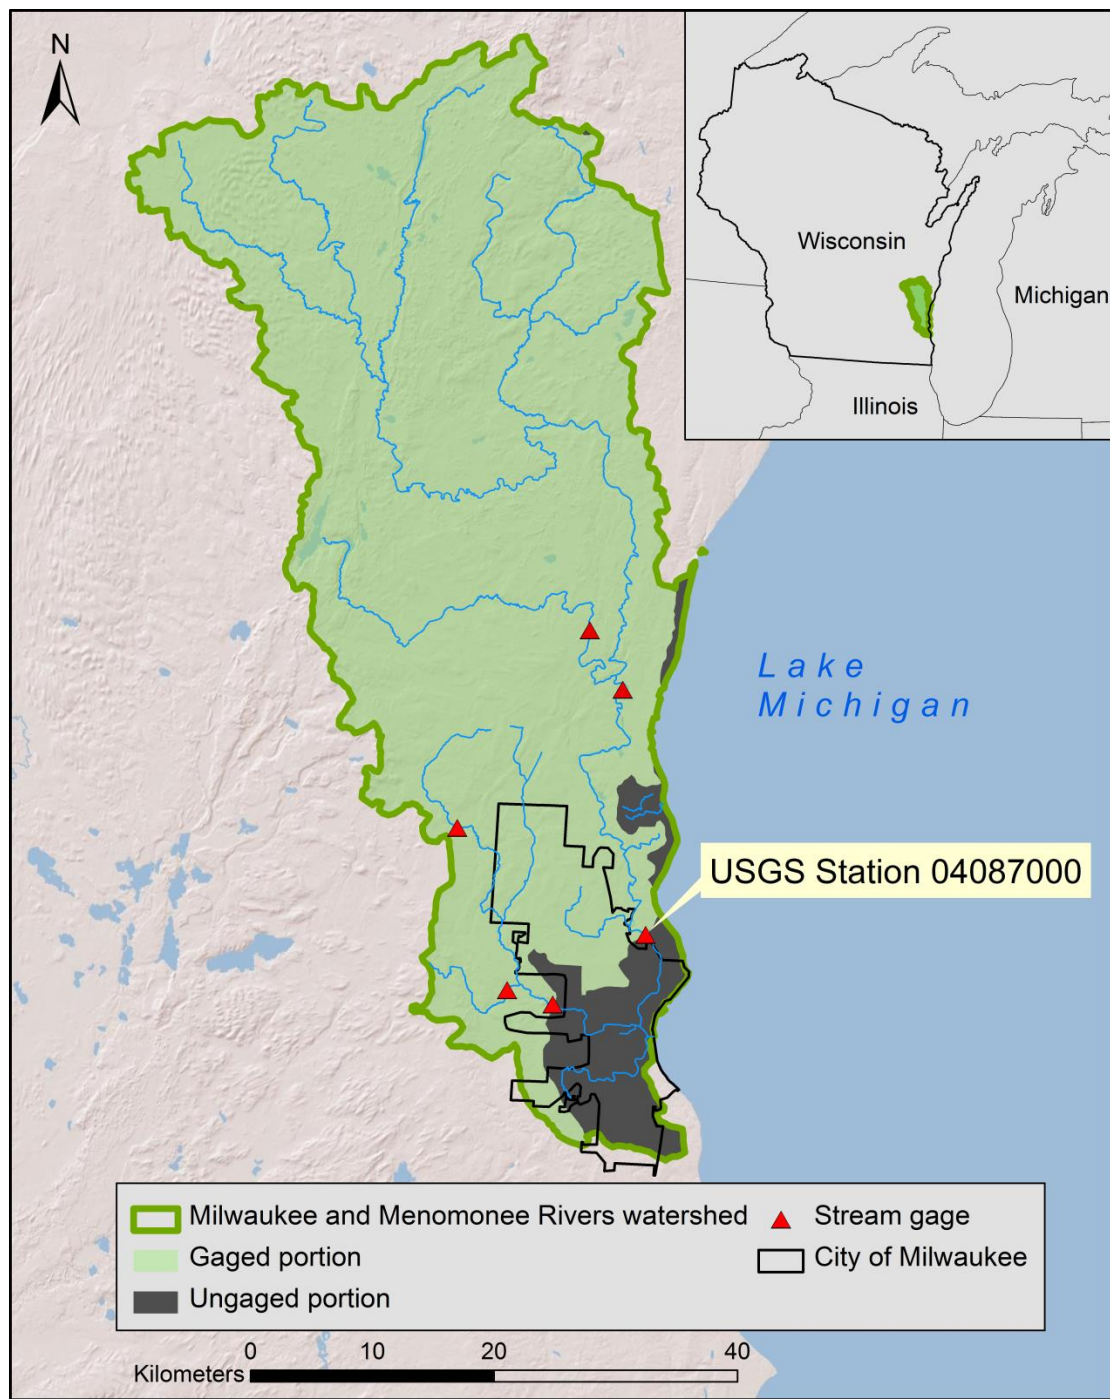 N
Wisconsin
Michigan
Illinois
Lake
Michigan
USGS Station 04087000
Milwaukee and Menomonee Rivers watershed
Stream gage
Gaged portion
City of Milwaukee
Ungaged portion
0 10 20 40
Kilometers